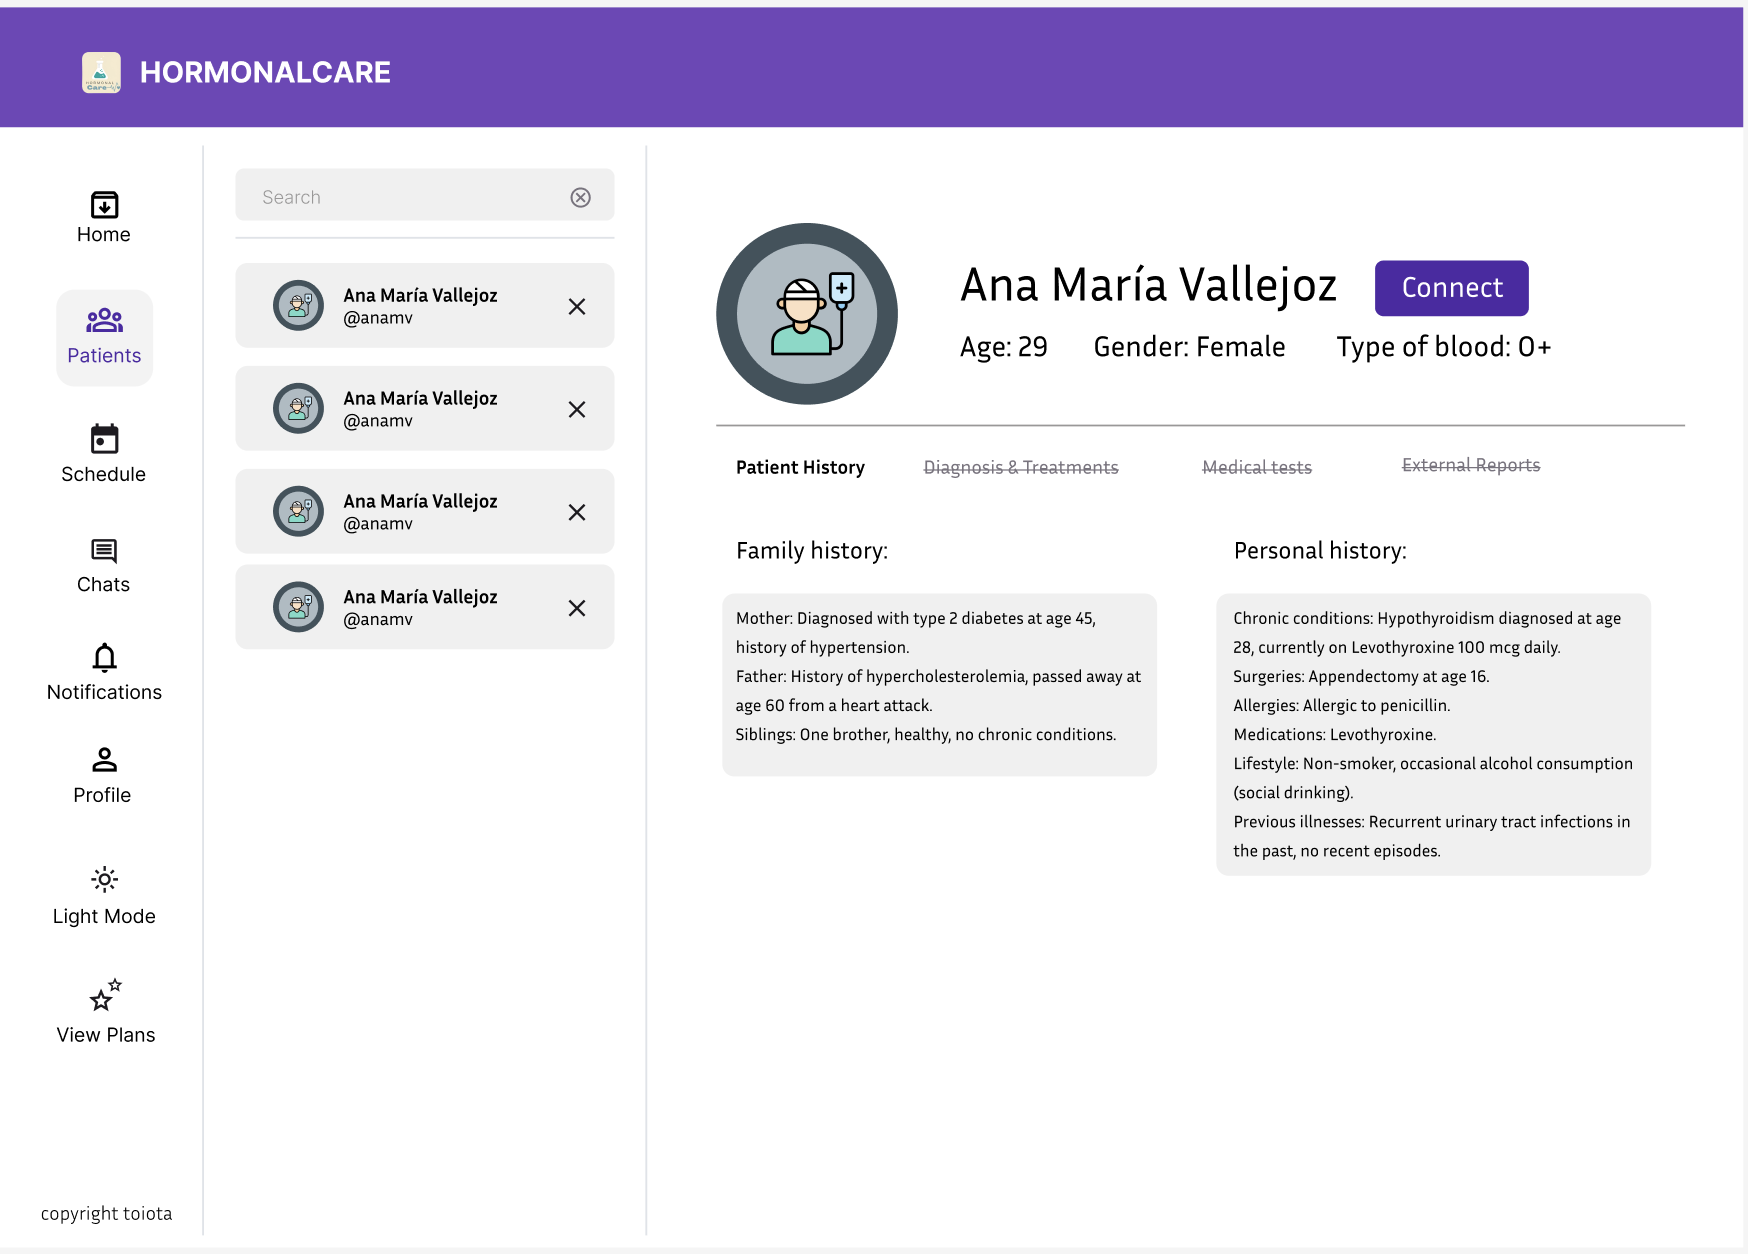 HORMONALCARE
Home
Patients
Schedule
Chats
Notifications
Profile
Light Mode
View Plans
copyright toiota
Search
Ana María Vallejoz
@anamv
Ana María Vallejoz
@anamv
Ana María Vallejoz
@anamv
Ana María Vallejoz
@anamv
Ana María Vallejoz
Connect
Age: 29 Gender: Female Type of blood: O+
Patient History Diagnosis & Treatments Medical tests External Reports
Family history:
Mother: Diagnosed with type 2 diabetes at age 45,
history of hypertension.
Father: History of hypercholesterolemia, passed away at
age 60 from a heart attack.
Siblings: One brother, healthy, no chronic conditions.
Personal history:
Chronic conditions: Hypothyroidism diagnosed at age
28, currently on Levothyroxine 100 mcg daily.
Surgeries: Appendectomy at age 16.
Allergies: Allergic to penicillin.
Medications: Levothyroxine.
Lifestyle: Non-smoker, occasional alcohol consumption
(social drinking).
Previous illnesses: Recurrent urinary tract infections in
the past, no recent episodes.